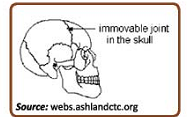 immovable joint
in the skull
Source: webs.ashlandctc.org